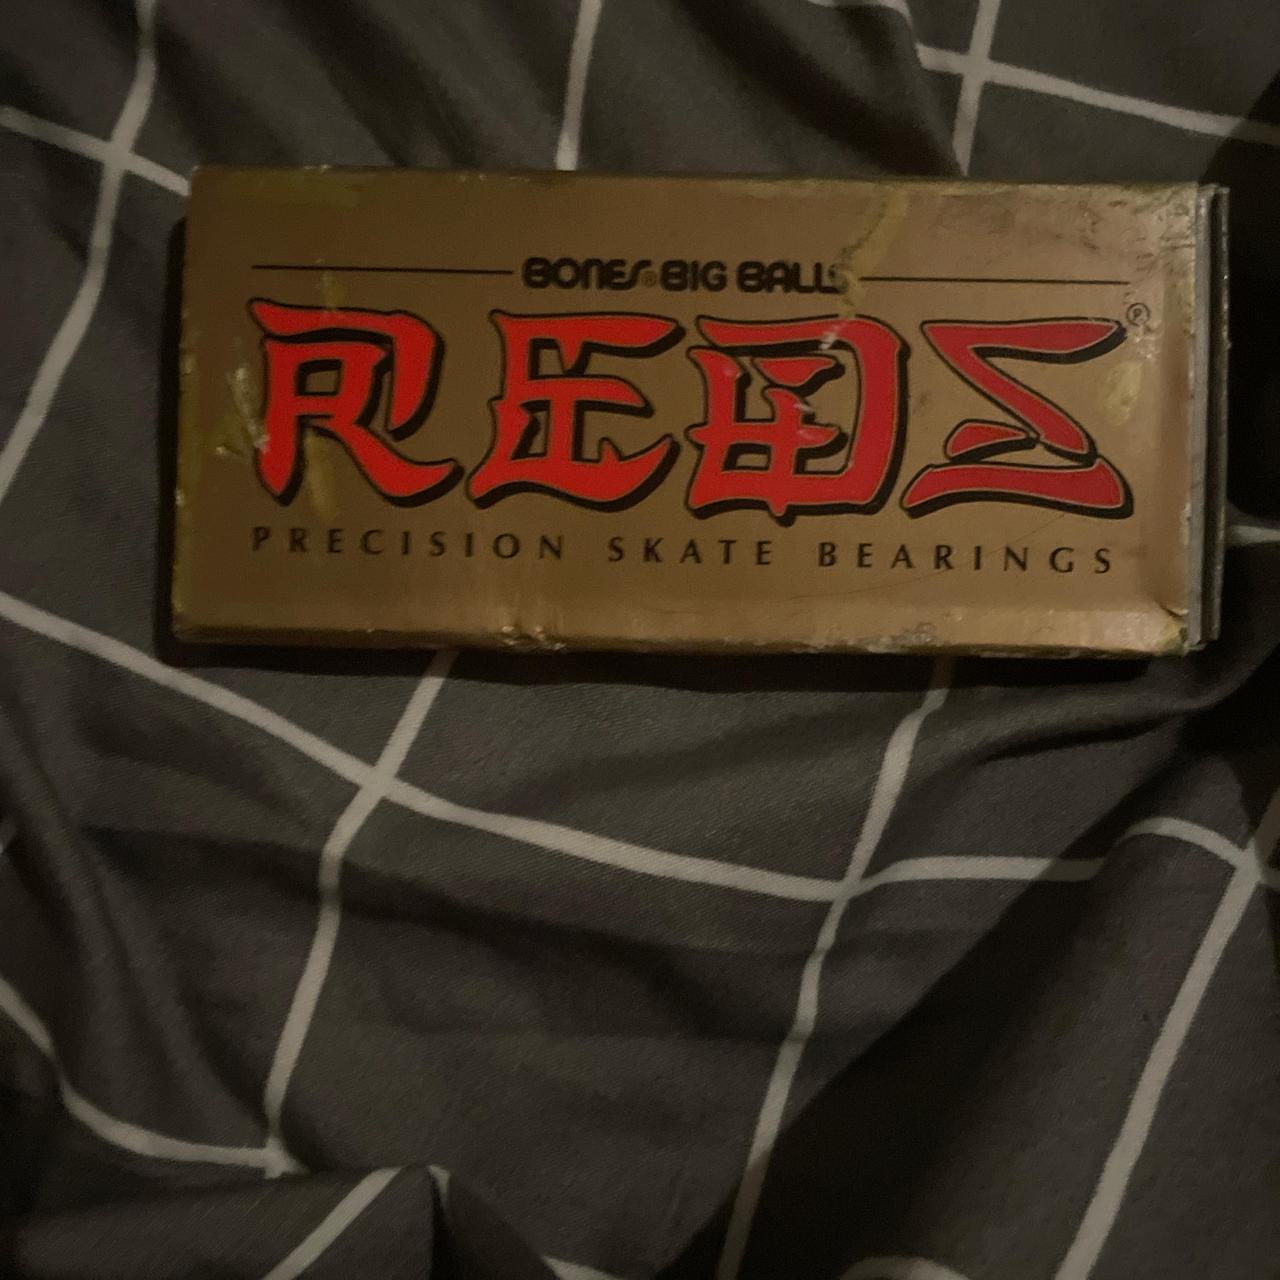 BONES® BIG BALLS
REDS®
PRECISION SKATE BEARINGS